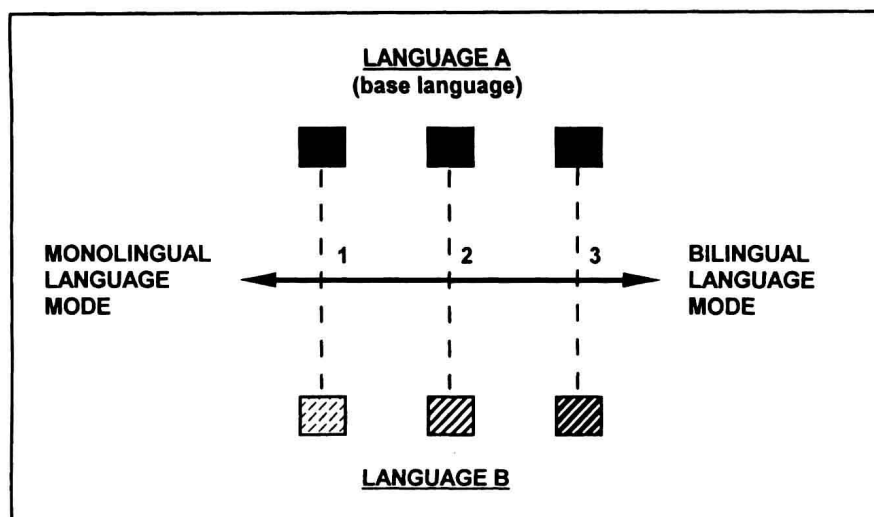 LANGUAGE A
(base language)
MONOLINGUAL
LANGUAGE
MODE
1
2
3
BILINGUAL
LANGUAGE
MODE
LANGUAGE B